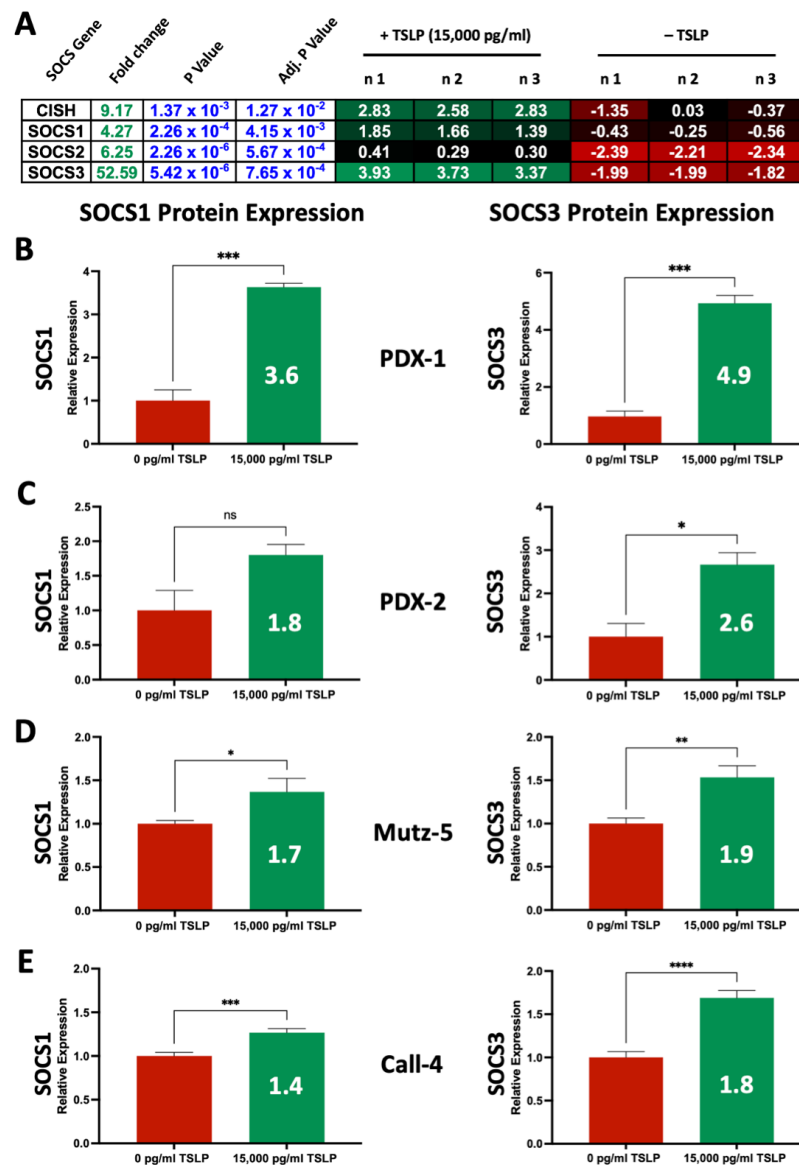 A
SOCS Gene
Fold change
P Value
Adj. P Value
+ TSLP (15,000 pg/ml)
– TSLP
n 1 n 2 n 3 n 1 n 2 n 3
CISH 9.17 1.37 x 10⁻³ 1.27 x 10⁻² 2.83 2.58 2.83 -1.35 0.03 -0.37
SOCS1 4.27 2.26 x 10⁻⁴ 4.15 x 10⁻³ 1.85 1.66 1.39 -0.43 -0.25 -0.56
SOCS2 6.25 2.26 x 10⁻⁶ 5.67 x 10⁻⁴ 0.41 0.29 0.30 -2.39 -2.21 -2.34
SOCS3 52.59 5.42 x 10⁻⁶ 7.65 x 10⁻⁴ 3.93 3.73 3.37 -1.99 -1.99 -1.82
SOCS1 Protein Expression
SOCS3 Protein Expression
B
SOCS1
Relative Expression
4
3
2
1
0
***
3.6
0 pg/ml TSLP 15,000 pg/ml TSLP
PDX-1
SOCS3
Relative Expression
6
4
2
0
***
4.9
0 pg/ml TSLP 15,000 pg/ml TSLP
C
SOCS1
Relative Expression
2.5
2.0
1.5
1.0
0.5
0.0
ns
1.8
0 pg/ml TSLP 15,000 pg/ml TSLP
PDX-2
SOCS3
Relative Expression
4
3
2
1
0
*
2.6
0 pg/ml TSLP 15,000 pg/ml TSLP
D
SOCS1
Relative Expression
2.0
1.5
1.0
0.5
0.0
*
1.7
0 pg/ml TSLP 15,000 pg/ml TSLP
Mutz-5
SOCS3
Relative Expression
2.0
1.5
1.0
0.5
0.0
**
1.9
0 pg/ml TSLP 15,000 pg/ml TSLP
E
SOCS1
Relative Expression
2.0
1.5
1.0
0.5
0.0
***
1.4
0 pg/ml TSLP 15,000 pg/ml TSLP
Call-4
SOCS3
Relative Expression
2.0
1.5
1.0
0.5
0.0
****
1.8
0 pg/ml TSLP 15,000 pg/ml TSLP